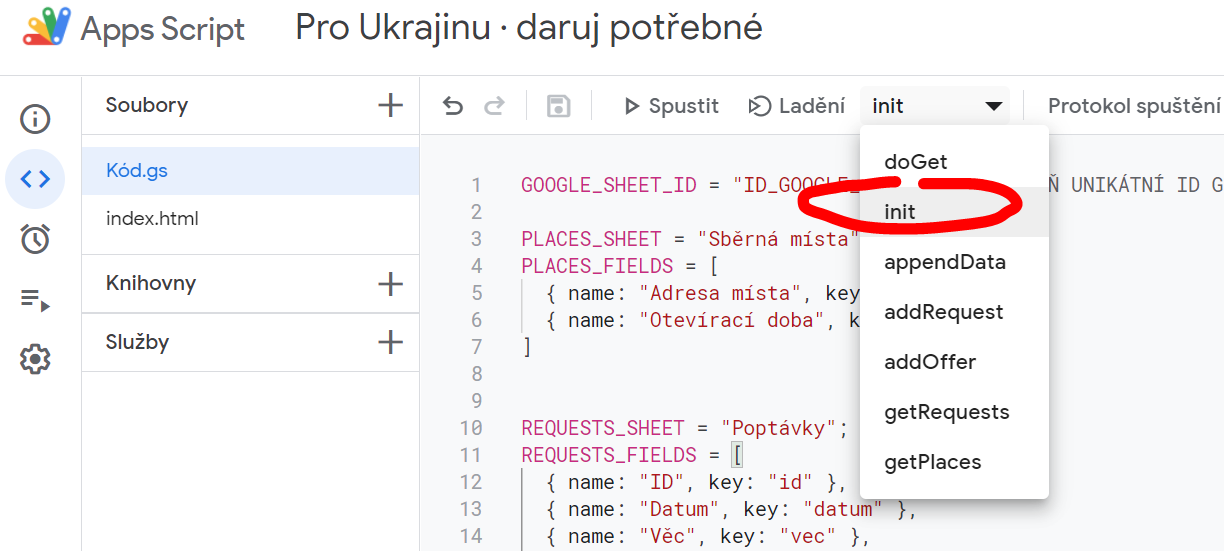 Apps Script Pro Ukrajinu · daruj potřebné
Soubory
Kód.gs
index.html
Knihovny
Služby
Spustit Ladění init Protokol spuštění
doGet
init
appendData
addRequest
addOffer
getRequests
getPlaces
1 GOOGLE_SHEET_ID = "ID_GOOGLE_ UNIKÁTNÍ ID G
2
3 PLACES_SHEET = "Sběrná místa"
4 PLACES_FIELDS = [
5 { name: "Adresa místa", key
6 { name: "Otevírací doba", k
7 ]
8
9
10 REQUESTS_SHEET = "Poptávky";
11 REQUESTS_FIELDS = [
12 { name: "ID", key: "id" },
13 { name: "Datum", key: "datum" },
14 { name: "Věc", key: "vec" },